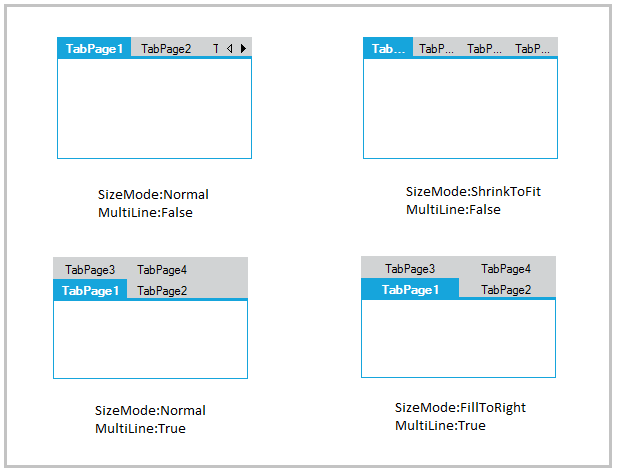 TabPage1 TabPage2 T
Tab... TabP... TabP... TabP...
SizeMode:Normal
MultiLine:False
SizeMode:ShrinkToFit
MultiLine:False
TabPage3 TabPage4
TabPage1 TabPage2
TabPage3 TabPage4
TabPage1 TabPage2
SizeMode:Normal
MultiLine:True
SizeMode:FillToRight
MultiLine:True